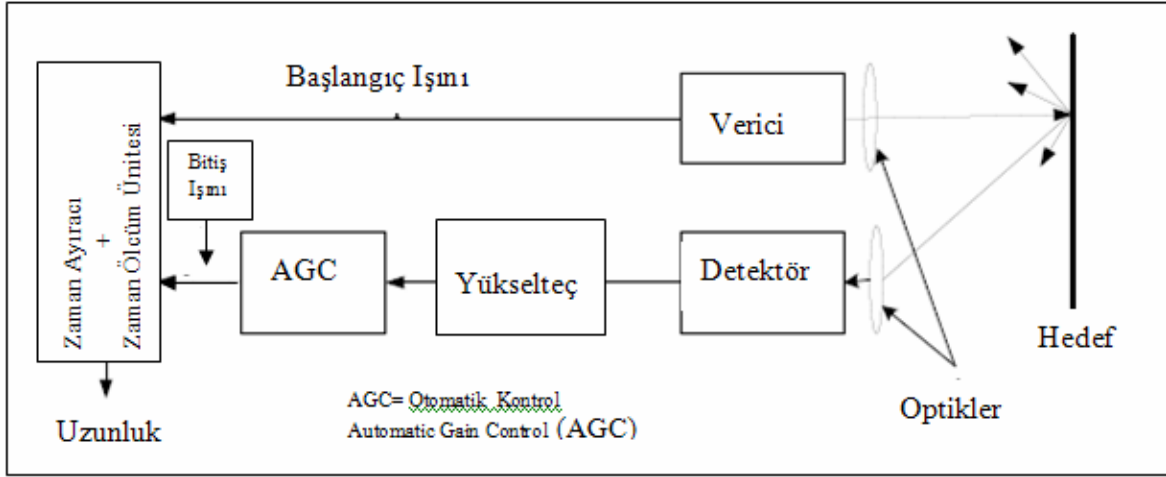 Başlangıç Işını
Verici
Bitiş
Işını
Zaman Ayıracı
+
Zaman Ölçüm Ünitesi
AGC
Yükselteç
Detektör
Hedef
AGC= Otomatik Kontrol
Automatic Gain Control (AGC)
Optikler
Uzunluk